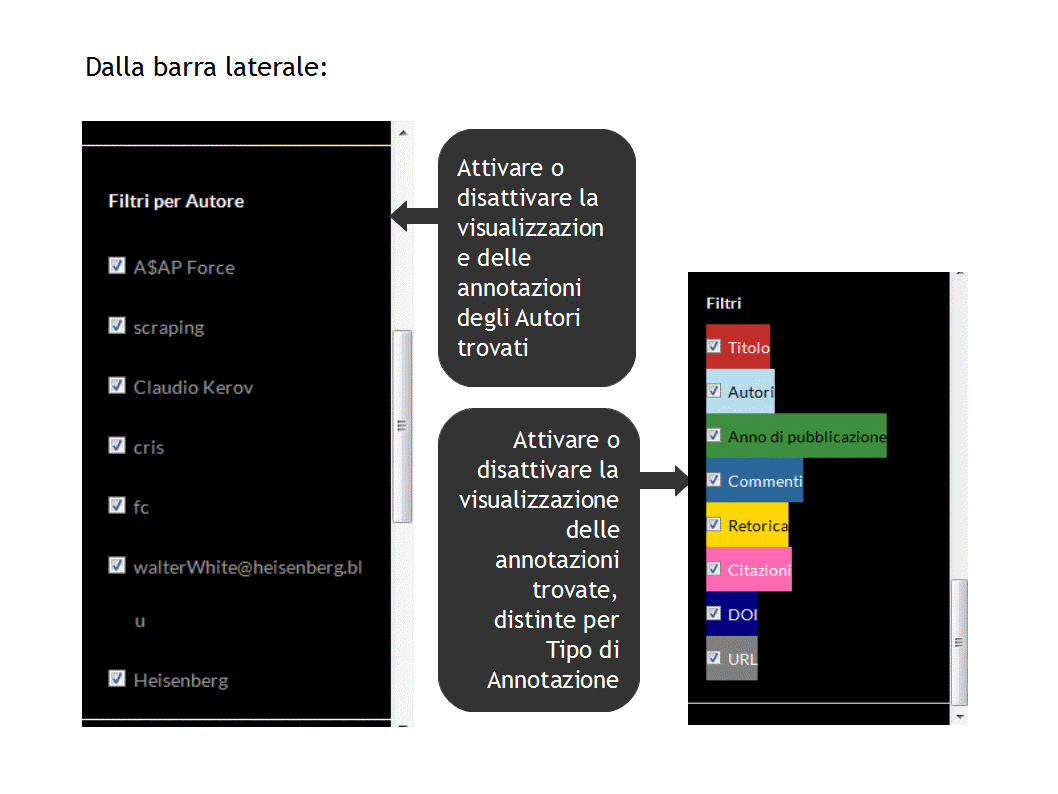 Dalla barra laterale:
Filtri per Autore
A$AP Force
scraping
Claudio Kerov
cris
fc
walterWhite@heisenberg.bl
u
Heisenberg
Attivare o
disattivare la
visualizzazion
e delle
annotazioni
degli Autori
trovati
Attivare o
disattivare la
visualizzazione
delle
annotazioni
trovate,
distinte per
Tipo di
Annotazione
Filtri
Titolo
Autori
Anno di pubblicazione
Commenti
Retorica
Citazioni
DOI
URL